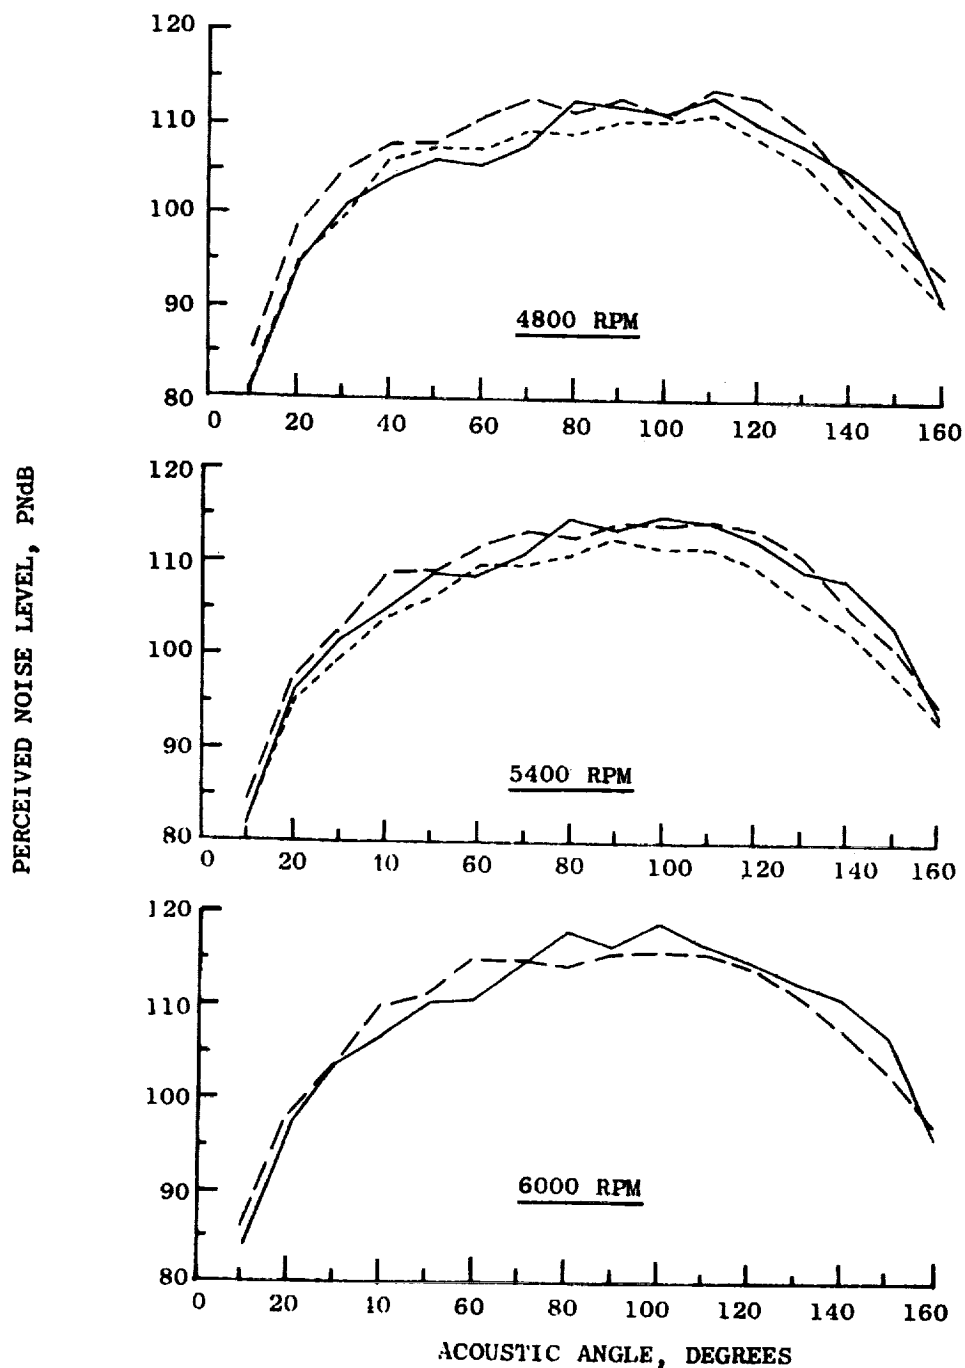 120
110
100
90
80
4800 RPM
0 20 40 60 80 100 120 140 160
PERCEIVED NOISE LEVEL, PNdB
120
110
100
90
80
5400 RPM
0 20 10 60 80 100 120 140 160
120
110
100
90
80
6000 RPM
0 20 10 60 80 100 120 140 160
ACOUSTIC ANGLE, DEGREES